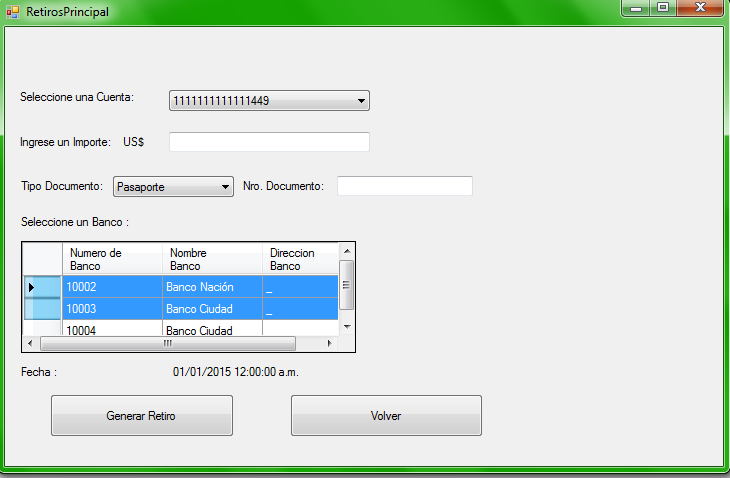 RetirosPrincipal
Seleccione una Cuenta: 1111111111111449
Ingrese un Importe: US$
Tipo Documento: Pasaporte Nro. Documento:
Seleccione un Banco :
Numero de Banco Nombre Banco Direccion Banco
10002 Banco Nación _
10003 Banco Ciudad _
10004 Banco Ciudad
Fecha : 01/01/2015 12:00:00 a.m.
Generar Retiro Volver